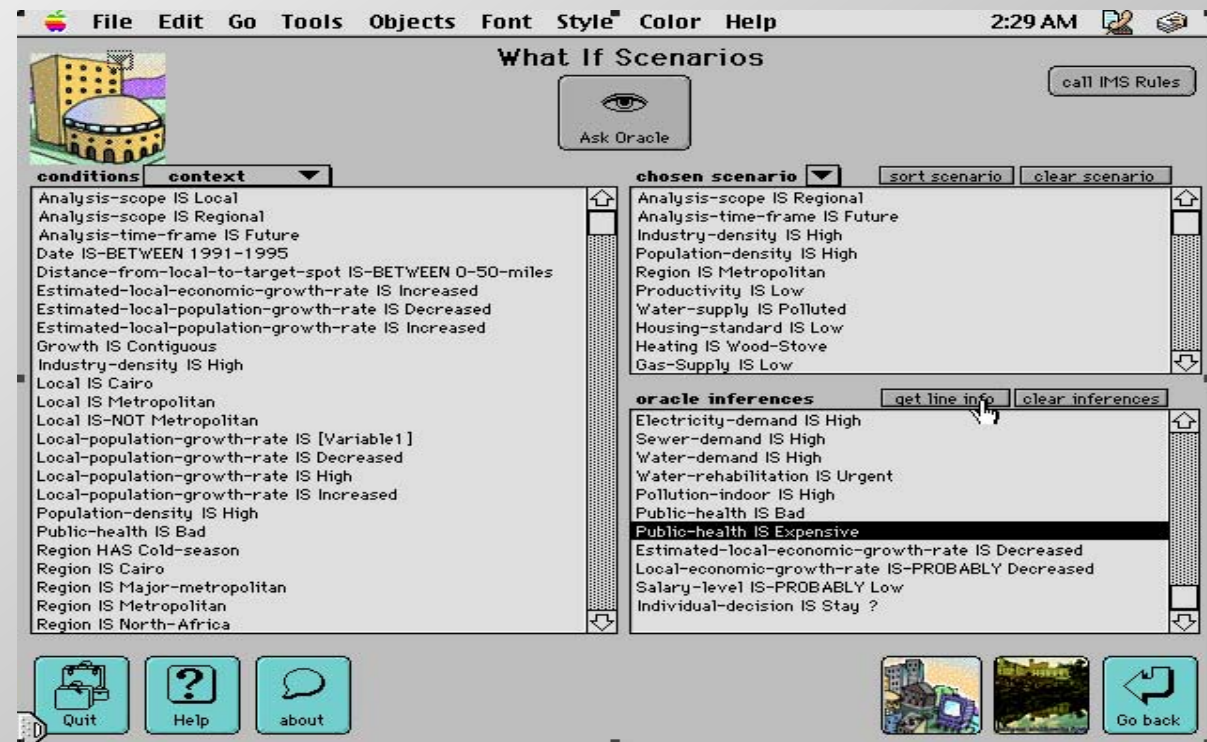 File Edit Go Tools Objects Font Style Color Help 2:29 AM
What If Scenarios
call IMS Rules
Ask Oracle
conditions context
Analysis-scope IS Local
Analysis-scope IS Regional
Analysis-time-frame IS Future
Date IS-BETWEEN 1991-1995
Distance-from-local-to-target-spot IS-BETWEEN 0-50-miles
Estimated-local-economic-growth-rate IS Increased
Estimated-local-population-growth-rate IS Decreased
Estimated-local-population-growth-rate IS Increased
Growth IS Contiguous
Industry-density IS High
Local IS Cairo
Local IS Metropolitan
Local IS-NOT Metropolitan
Local-population-growth-rate IS [Variable1]
Local-population-growth-rate IS Decreased
Local-population-growth-rate IS High
Local-population-growth-rate IS Increased
Population-density IS High
Public-health IS Bad
Region HAS Cold-season
Region IS Cairo
Region IS Major-metropolitan
Region IS Metropolitan
Region IS North-Africa
chosen scenario sort scenario clear scenario
Analysis-scope IS Regional
Analysis-time-frame IS Future
Industry-density IS High
Population-density IS High
Region IS Metropolitan
Productivity IS Low
Water-supply IS Polluted
Housing-standard IS Low
Heating IS Wood-Stove
Gas-Supply IS Low
oracle inferences get line info clear inferences
Electricity-demand IS High
Sewer-demand IS High
Water-demand IS High
Water-rehabilitation IS Urgent
Pollution-indoor IS High
Public-health IS Bad
Public-health IS Expensive
Estimated-local-economic-growth-rate IS Decreased
Local-economic-growth-rate IS-PROBABLY Decreased
Salary-level IS-PROBABLY Low
Individual-decision IS Stay ?
Quit Help about Go back